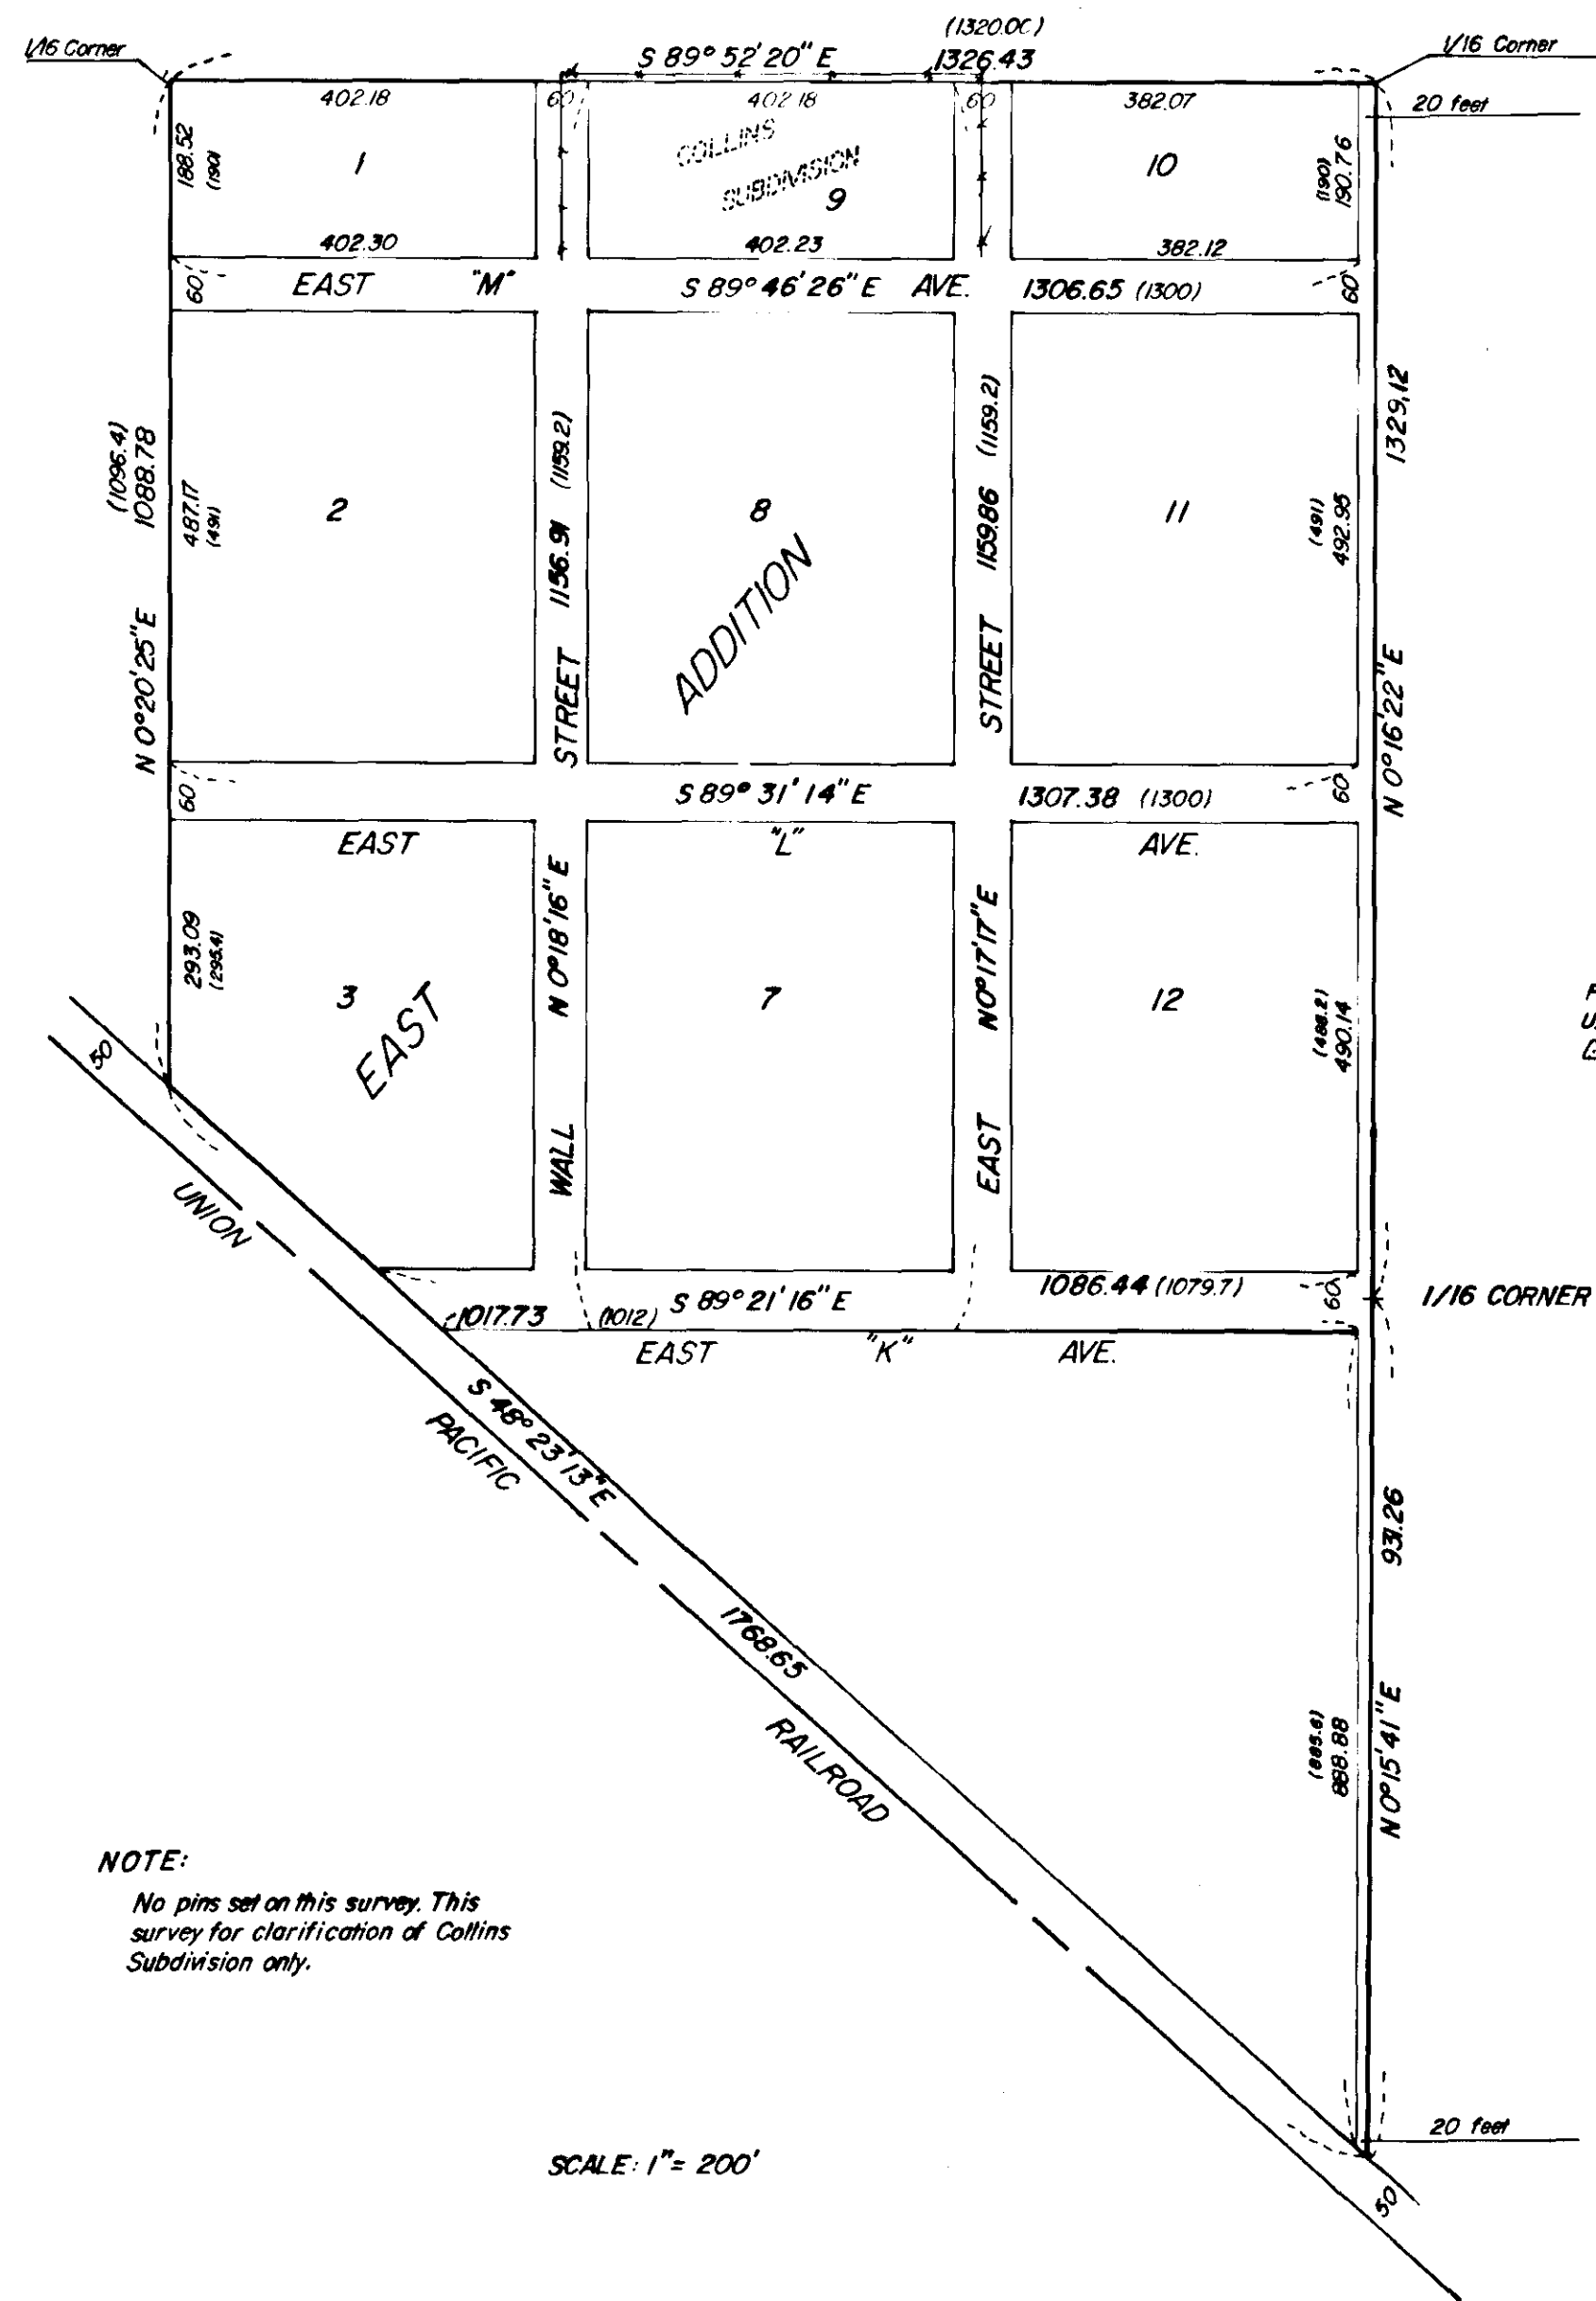 1/16 Corner
(1320.00)
S 89° 52' 20" E 1326.43
1/16 Corner
402.18 60 402.18 60 382.07
20 feet
188.52
(190)
1
COLLINS
SUBDIVISION
9
10
(190)
190.76
402.30 402.23 382.12
60
EAST "M" S 89° 46' 26" E AVE. 1306.65 (1300)
60
(1096.4)
1088.78
N 0° 20' 25" E
487.17
(491)
2
STREET 1156.91 (1159.2)
8
ADDITION
STREET 1159.86 (1159.2)
11
(491)
492.95
1329.12
N 0° 16' 22" E
60
S 89° 31' 14" E 1307.38 (1300)
60
EAST "L" AVE.
293.09
(295.4)
3
EAST
WALL N 0° 18' 16" E
7
EAST N 0° 17' 17" E
12
(488.2)
490.14
50
UNION
1086.44 (1079.7)
60
1/16 CORNER
1017.73 (1012) S 89° 21' 16" E
EAST "K" AVE.
S 48° 23' 13" E
PACIFIC
931.26
1768.65
RAILROAD
(885.6)
888.88
N 0° 15' 41" E
NOTE:
No pins set on this survey. This
survey for clarification of Collins
Subdivision only.
20 feet
SCALE: 1" = 200'
50